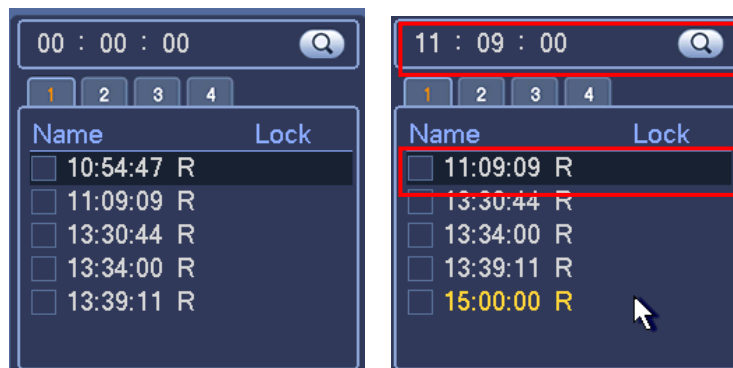 00 : 00 : 00
1 2 3 4
Name Lock
10:54:47 R
11:09:09 R
13:30:44 R
13:34:00 R
13:39:11 R
11 : 09 : 00
1 2 3 4
Name Lock
11:09:09 R
13:30:44 R
13:34:00 R
13:39:11 R
15:00:00 R